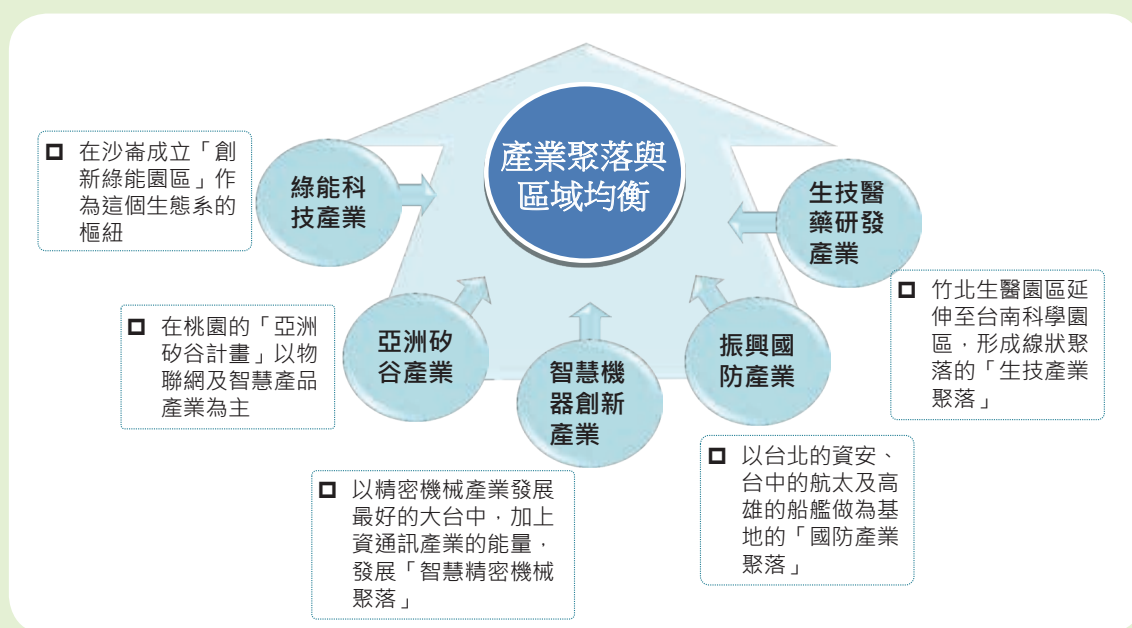 產業聚落與
區域均衡
綠能科
技產業
在沙崙成立「創
新綠能園區」作
為這個生態系的
樞紐
亞洲矽
谷產業
在桃園的「亞洲
矽谷計畫」以物
聯網及智慧產品
產業為主
智慧機
器創新
產業
以精密機械產業發展
最好的大台中，加上
資通訊產業的能量，
發展「智慧精密機械
聚落」
振興國
防產業
以台北的資安、
台中的航太及高
雄的船艦做為基
地的「國防產業
聚落」
生技醫
藥研發
產業
竹北生醫園區延
伸至台南科學園
區，形成線狀聚
落的「生技產業
聚落」